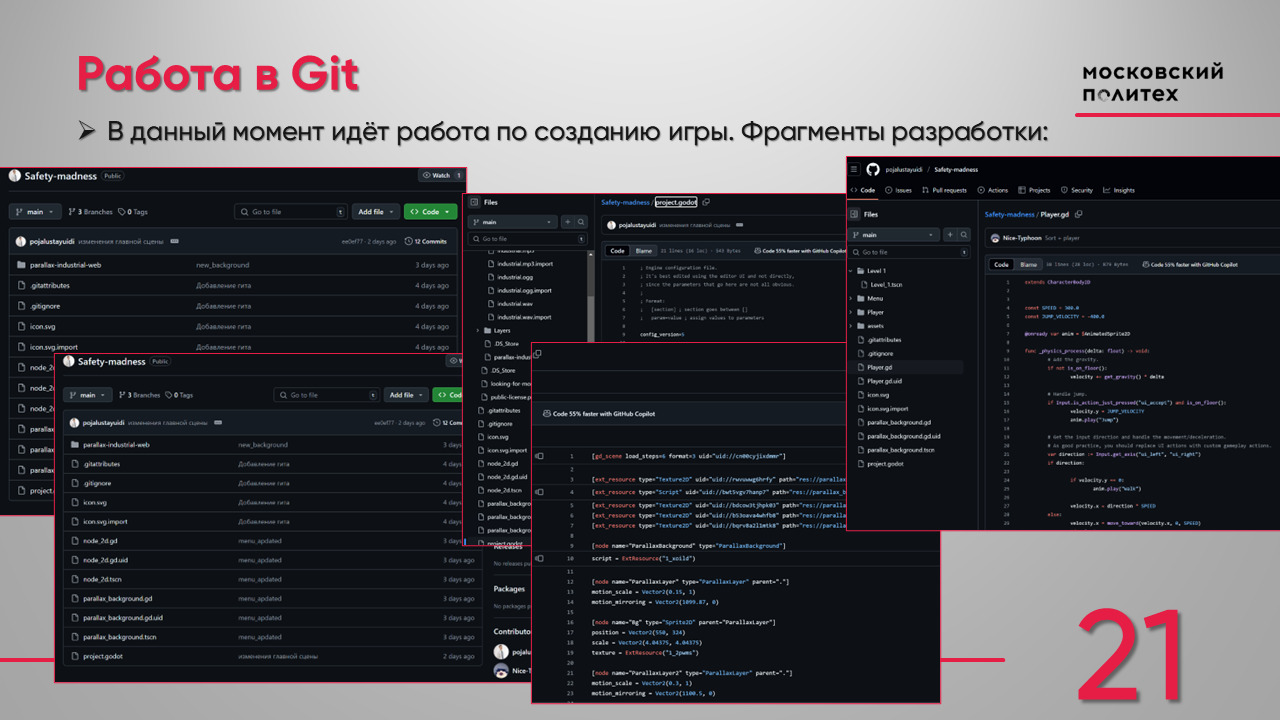 Работа в Git
МОСКОВСКИЙ
ПОЛИТЕХ
В данный момент идёт работа по созданию игры. Фрагменты разработки:
Safety-madness Public
Watch 1
main 3 Branches 0 Tags Go to file t Add file Code
pojalustayuidi изменения главной сцены ee0ef77 · 2 days ago 12 Commits
parallax-industrial-web new_background 3 days ago
.gitattributes Добавление гита 4 days ago
.gitignore Добавление гита 4 days ago
icon.svg Добавление гита 4 days ago
icon.svg.import Добавление гита 4 days ago
node_2d
node_2
node_2
paralla
paralla
paralla
project
Safety-madness Public
main 3 Branches 0 Tags Go to file t Add file Cod
pojalustayuidi изменения главной сцены ee0ef77 · 2 days ago 12 Com
parallax-industrial-web new_background 3 days
.gitattributes Добавление гита 4 days
.gitignore Добавление гита 4 days
icon.svg Добавление гита 4 days
icon.svg.import Добавление гита 4 days
node_2d.gd menu_updated 3 days ago
node_2d.gd.uid menu_updated 3 days ago
node_2d.tscn menu_updated 3 days ago
parallax_background.gd menu_updated 3 days ago
parallax_background.gd.uid menu_updated 3 days ago
parallax_background.tscn menu_updated 3 days ago
project.godot изменения главной сцены 2 days ago
Releases
No releases pu
Packages
No packages p
Contributo
pojalu
Nice-T
Files
main
Go to file t
industrial.mp3
industrial.mp3.import
industrial.ogg
industrial.ogg.import
industrial.wav
industrial.wav.import
Layers
.DS_Store
parallax-indus
.DS_Store
looking-for-mo
public-license.p
.gitattributes
.gitignore
icon.svg
icon.svg.import
node_2d.gd
node_2d.gd.uid
node_2d.tscn
parallax_backgro
parallax_backgro
parallax_backgro
project.godot
Safety-madness / project.godot
pojalustayuidi изменения главной сцены
Code Blame 21 lines (16 loc) · 543 Bytes Code 55% faster with GitHub Copilot
1 ; Engine configuration file.
2 ; It's best edited using the editor UI and not directly,
3 ; since the parameters that go here are not all obvious.
4 ;
5 ; Format:
6 ; [section] ; section goes between []
7 ; param=value ; assign values to parameters
8
9 config_version=5
Code 55% faster with GitHub Copilot
1 [gd_scene load_steps=6 format=3 uid="uid://cn00cyjixdmmr"]
2
3 [ext_resource type="Texture2D" uid="uid://rwvuwwg6hrfy" path="res://parallax
4 [ext_resource type="Script" uid="uid://bwt5vgv7hanp7" path="res://parallax_b
5 [ext_resource type="Texture2D" uid="uid://bdcow3tjhpk03" path="res://paralla
6 [ext_resource type="Texture2D" uid="uid://b53oava4whfb8" path="res://paralla
7 [ext_resource type="Texture2D" uid="uid://bqrv8a2llmtk8" path="res://paralla
8
9 [node name="ParallaxBackground" type="ParallaxBackground"]
10 script = ExtResource("1_xoild")
11
12 [node name="ParallaxLayer" type="ParallaxLayer" parent="."]
13 motion_scale = Vector2(0.15, 1)
14 motion_mirroring = Vector2(1099.87, 0)
15
16 [node name="Bg" type="Sprite2D" parent="ParallaxLayer"]
17 position = Vector2(550, 324)
18 scale = Vector2(4.04375, 4.04375)
19 texture = ExtResource("1_2pwms")
20
21 [node name="ParallaxLayer2" type="ParallaxLayer" parent="."]
22 motion_scale = Vector2(0.3, 1)
23 motion_mirroring = Vector2(1100.5, 0)
pojalustayuidi / Safety-madness
Code Issues Pull requests Actions Projects Security Insights
Files
main
Go to file t
Level 1
Level_1.tscn
Menu
Player
assets
.gitattributes
.gitignore
Player.gd
Player.gd.uid
icon.svg
icon.svg.import
parallax_background.gd
parallax_background.gd.uid
parallax_background.tscn
project.godot
Safety-madness / Player.gd
Nice-Typhoon Sort + player
Code Blame Code 55% faster with GitHub Copilot
1 extends CharacterBody2D
2
3
4 const SPEED = 300.0
5 const JUMP_VELOCITY = -400.0
6
7 @onready var anim = $AnimatedSprite2D
8
9 func _physics_process(delta: float) -> void:
10 # Add the gravity.
11 if not is_on_floor():
12 velocity += get_gravity() * delta
13
14 # Handle jump.
15 if Input.is_action_just_pressed("ui_accept") and is_on_floor():
16 velocity.y = JUMP_VELOCITY
17 anim.play("Jump")
18
19 # Get the input direction and handle the movement/deceleration.
20 # As good practice, you should replace UI actions with custom gameplay actions.
21 var direction := Input.get_axis("ui_left", "ui_right")
22 if direction:
23
24 if velocity.y == 0:
25 anim.play("walk")
26
27 velocity.x = direction * SPEED
28 else:
29 velocity.x = move_toward(velocity.x, 0, SPEED)
21